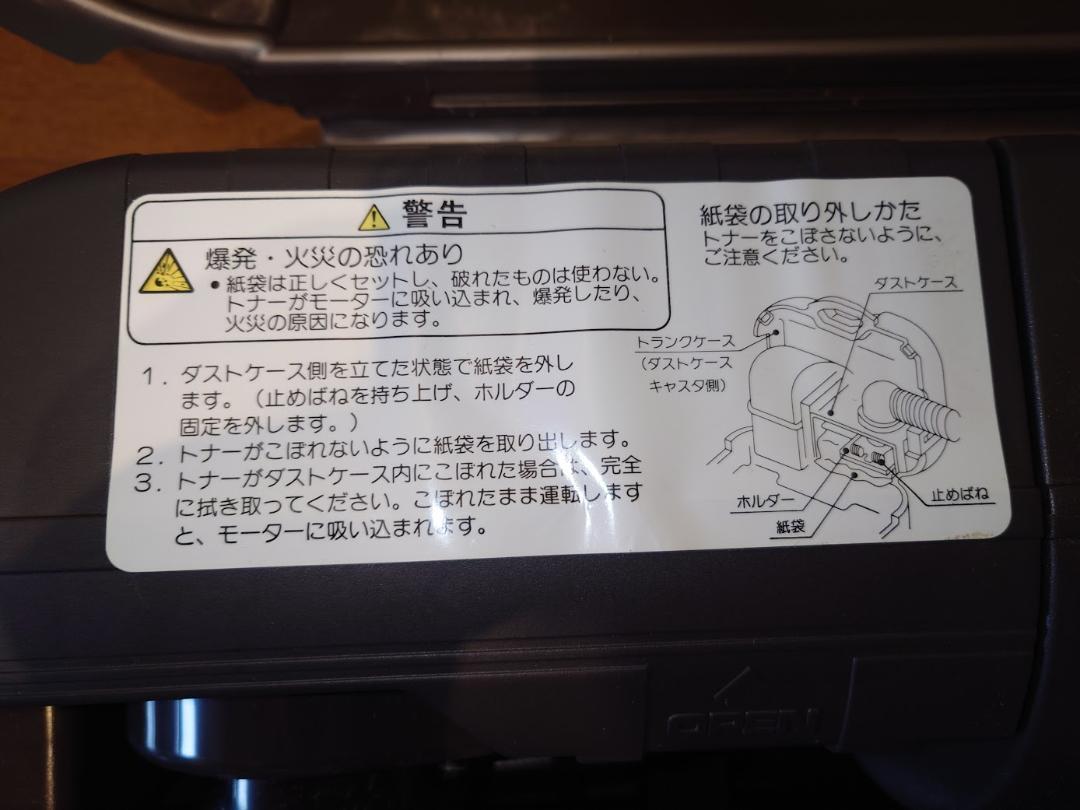 警告
爆発・火災の恐れあり
●紙袋は正しくセットし、破れたものは使わない。
トナーがモーターに吸い込まれ、爆発したり、
火災の原因になります。
1. ダストケース側を立てた状態で紙袋を外し
ます。（止めばねを持ち上げ、ホルダーの
固定を外します。）
2. トナーがこぼれないように紙袋を取り出します。
3. トナーがダストケース内にこぼれた場合は、完全
に拭き取ってください。こぼれたまま運転します
と、モーターに吸い込まれます。
紙袋の取り外しかた
トナーをこぼさないように、
ご注意ください。
ダストケース
トランクケース
（ダストケース
キャスタ側）
ホルダー
止めばね
紙袋
OPEN